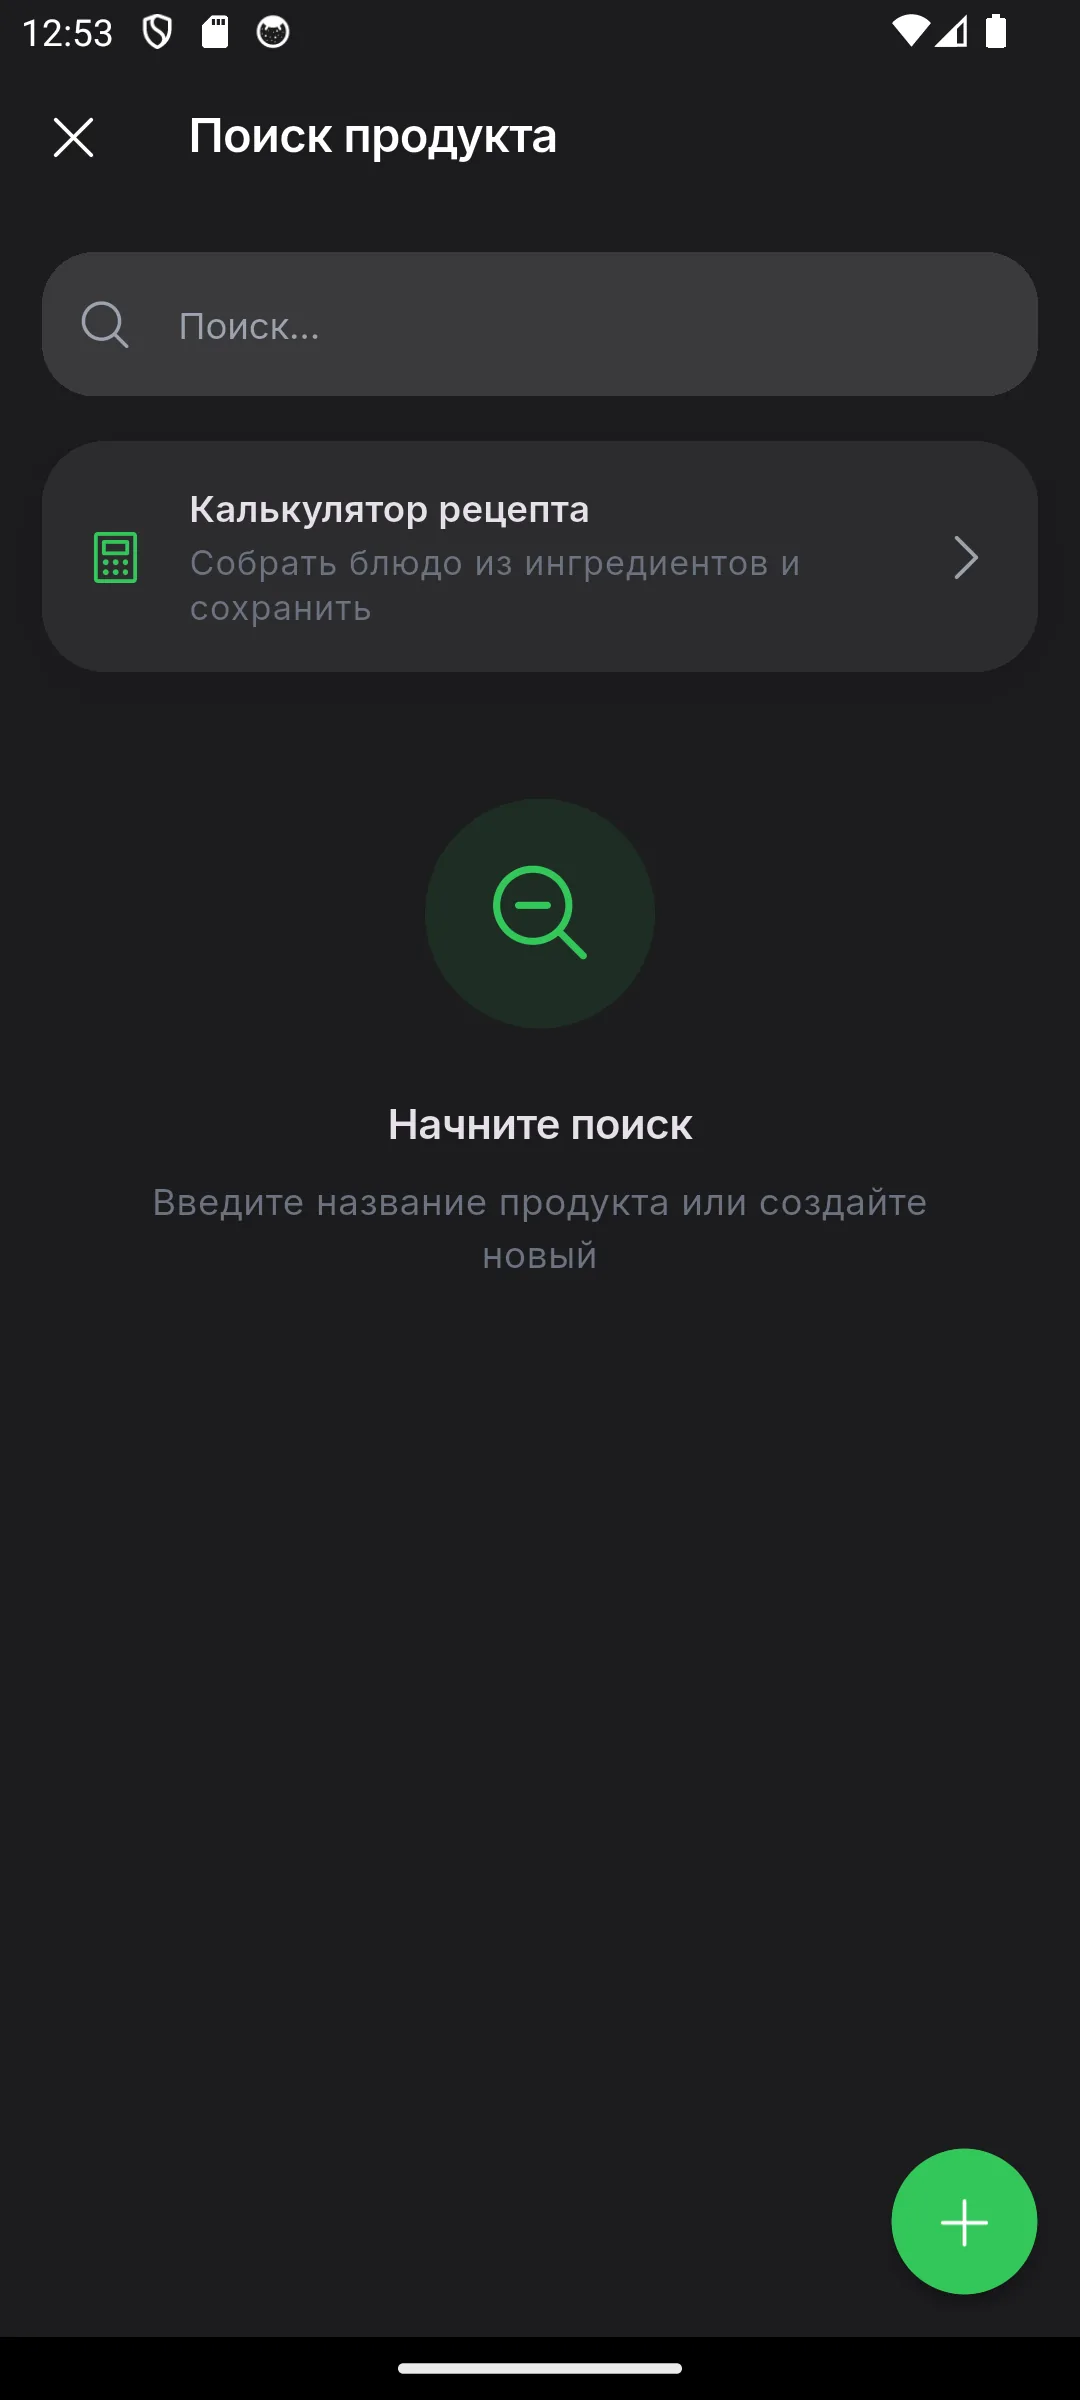 12:53
Поиск продукта
Поиск...
Калькулятор рецепта
Собрать блюдо из ингредиентов и
сохранить
Начните поиск
Введите название продукта или создайте
новый